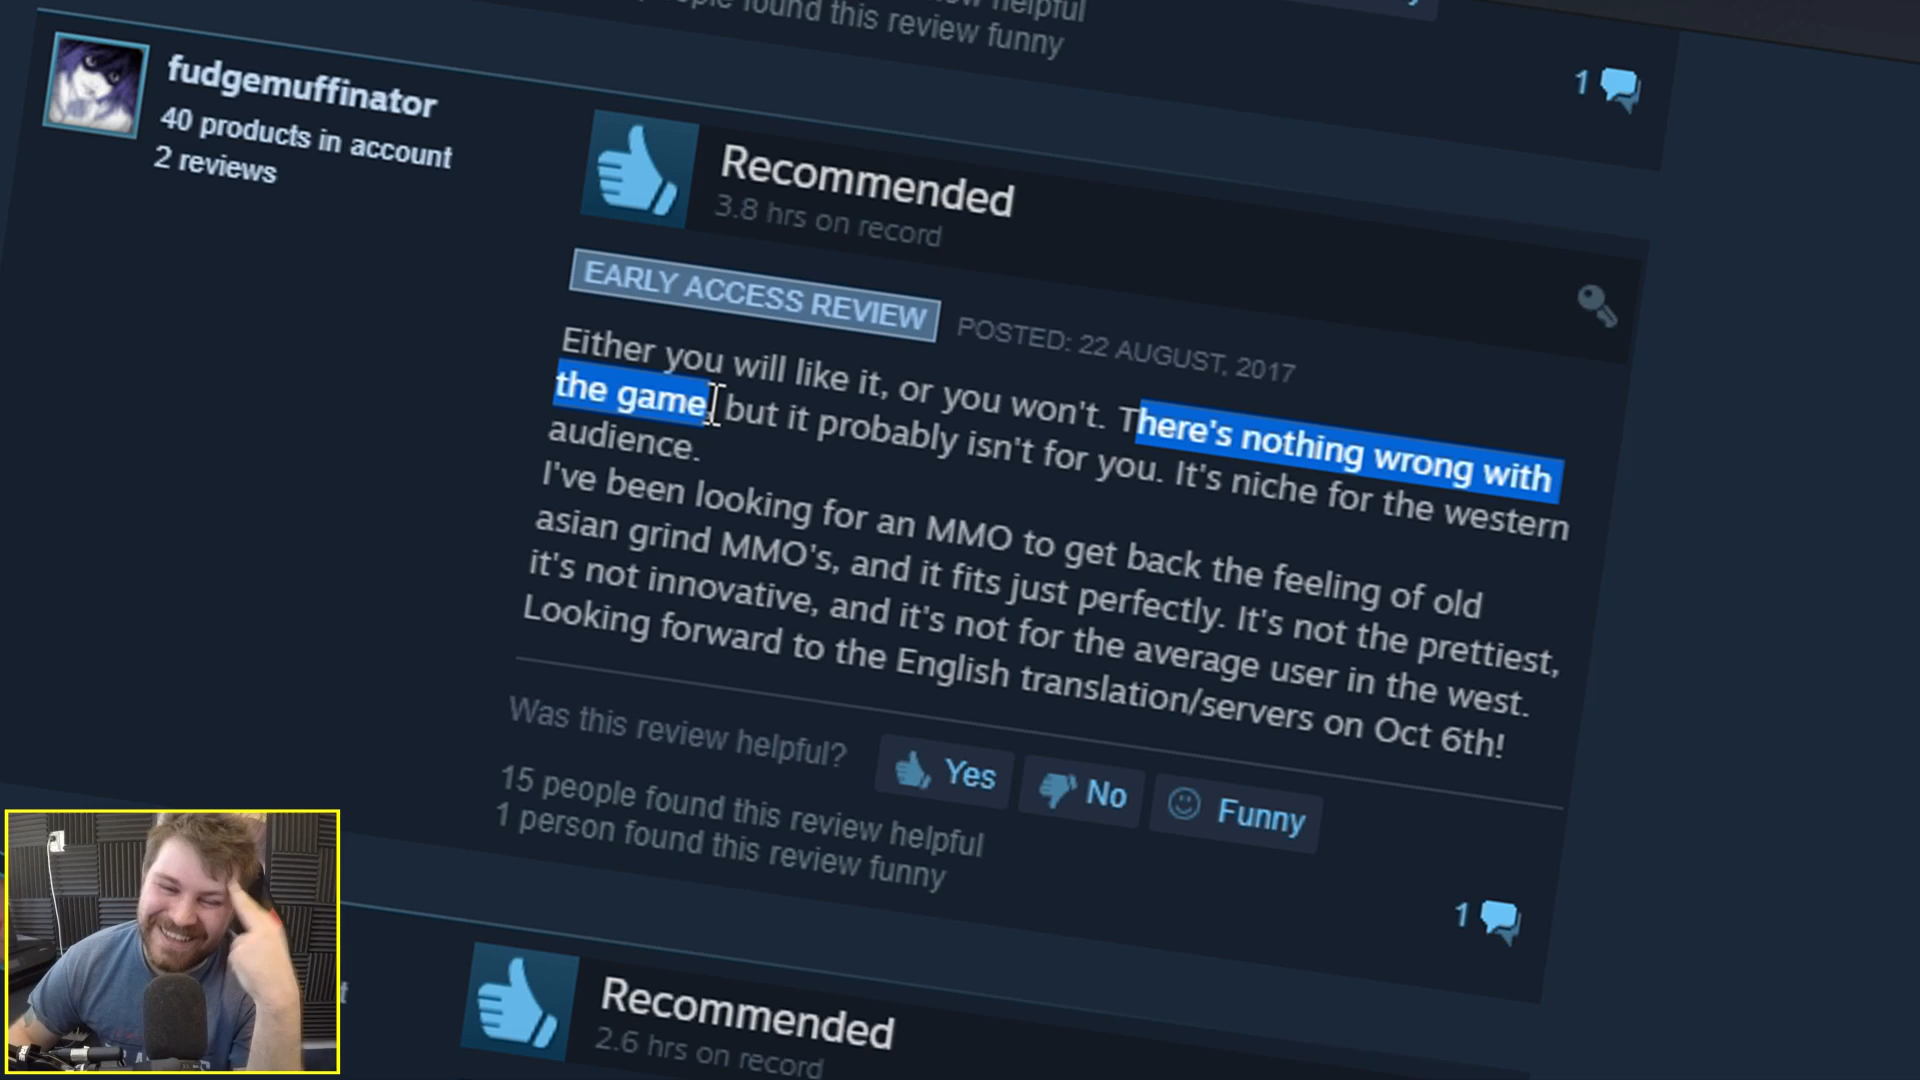 people found this review funny
helpful
1
fudgemuffinator
40 products in account
2 reviews
Recommended
3.8 hrs on record
EARLY ACCESS REVIEW
POSTED: 22 AUGUST, 2017
Either you will like it, or you won't. There's nothing wrong with
the game, but it probably isn't for you. It's niche for the western
audience.
I've been looking for an MMO to get back the feeling of old
asian grind MMO's, and it fits just perfectly. It's not the prettiest,
it's not innovative, and it's not for the average user in the west.
Looking forward to the English translation/servers on Oct 6th!
Was this review helpful?
Yes
No
Funny
15 people found this review helpful
1 person found this review funny
1
Recommended
2.6 hrs on record